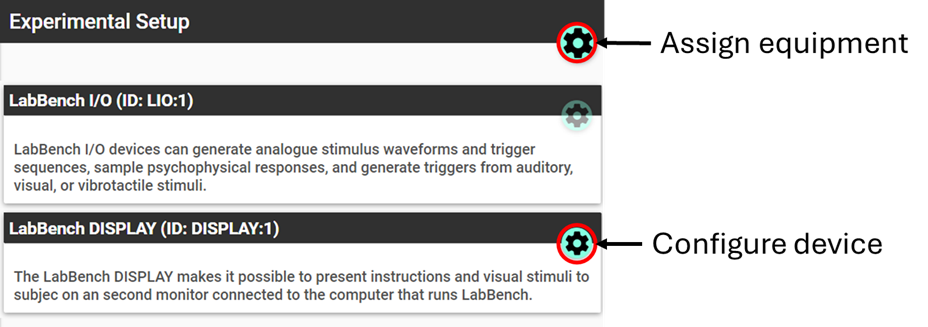 Experimental Setup
Assign equipment
LabBench I/O (ID: LIO:1)
LabBench I/O devices can generate analogue stimulus waveforms and trigger
sequences, sample psychophysical responses, and generate triggers from auditory,
visual, or vibrotactile stimuli.
LabBench DISPLAY (ID: DISPLAY:1)
Configure device
The LabBench DISPLAY makes it possible to present instructions and visual stimuli to
subjec on an second monitor connected to the computer that runs LabBench.